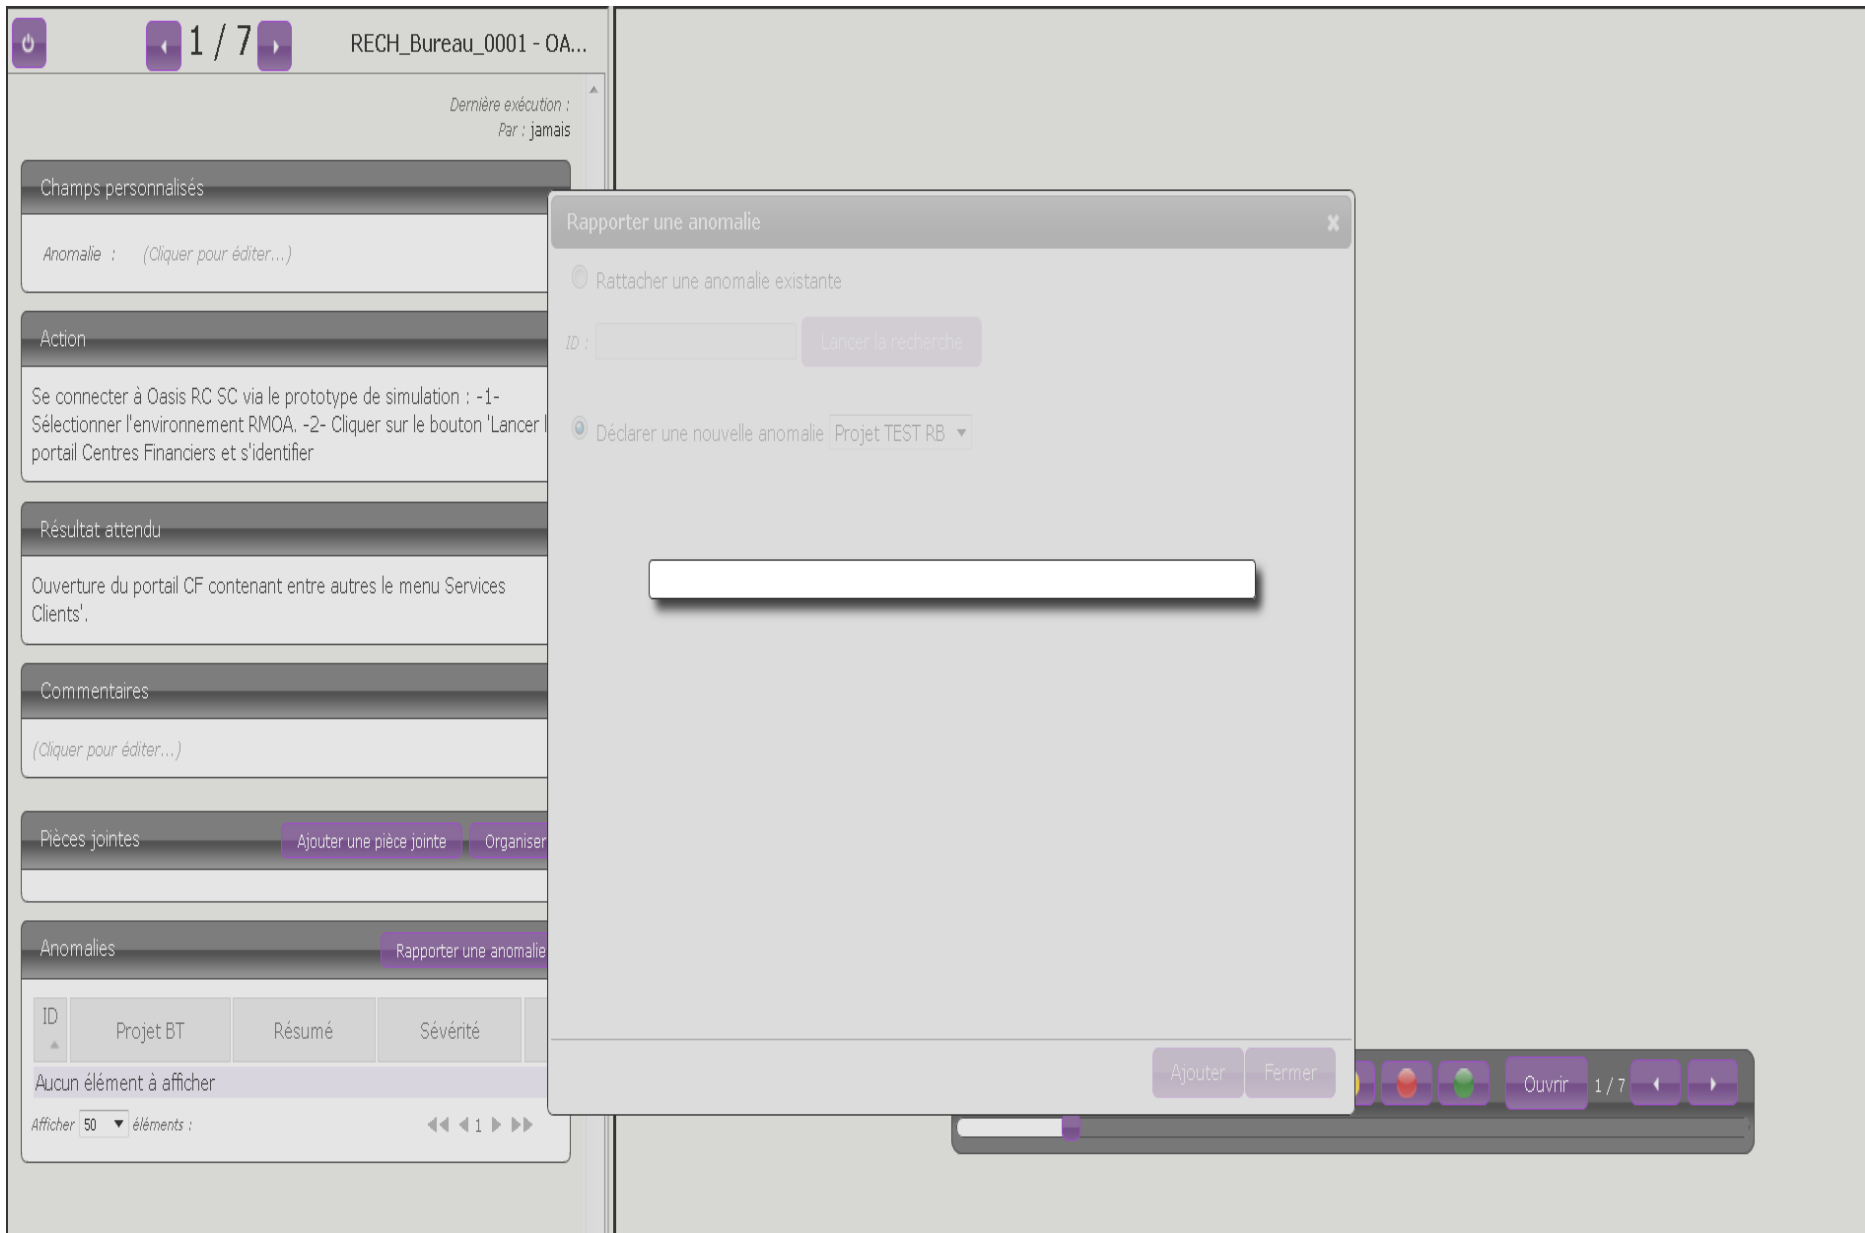 1 / 7
RECH_Bureau_0001 - OA...
Dernière exécution :
Par : jamais
Champs personnalisés
Anomalie : (Cliquer pour éditer...)
Action
Se connecter à Oasis RC SC via le prototype de simulation : -1-
Sélectionner l'environnement RMOA. -2- Cliquer sur le bouton 'Lancer l
portail Centres Financiers et s'identifier
Résultat attendu
Ouverture du portail CF contenant entre autres le menu Services
Clients'.
Commentaires
(Cliquer pour éditer...)
Pièces jointes
Ajouter une pièce jointe
Organiser
Anomalies
Rapporter une anomalie
ID
Projet BT
Résumé
Sévérité
Aucun élément à afficher
Afficher 50 éléments :
1
Rapporter une anomalie
Rattacher une anomalie existante
ID :
Lancer la recherche
Déclarer une nouvelle anomalie Projet TEST RB
Ajouter
Fermer
Ouvrir
1 / 7